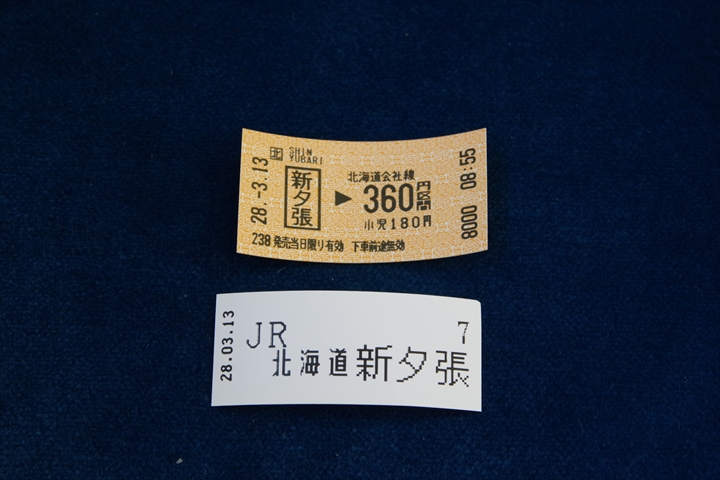 28.-3.13
北 SHIN YUBARI
新夕張
北海道会社線
▶ 360円区間
小児180円
238 発売当日限り有効 下車前途無効
8000 08:55
28.03.13
JR 7
北海道新夕張